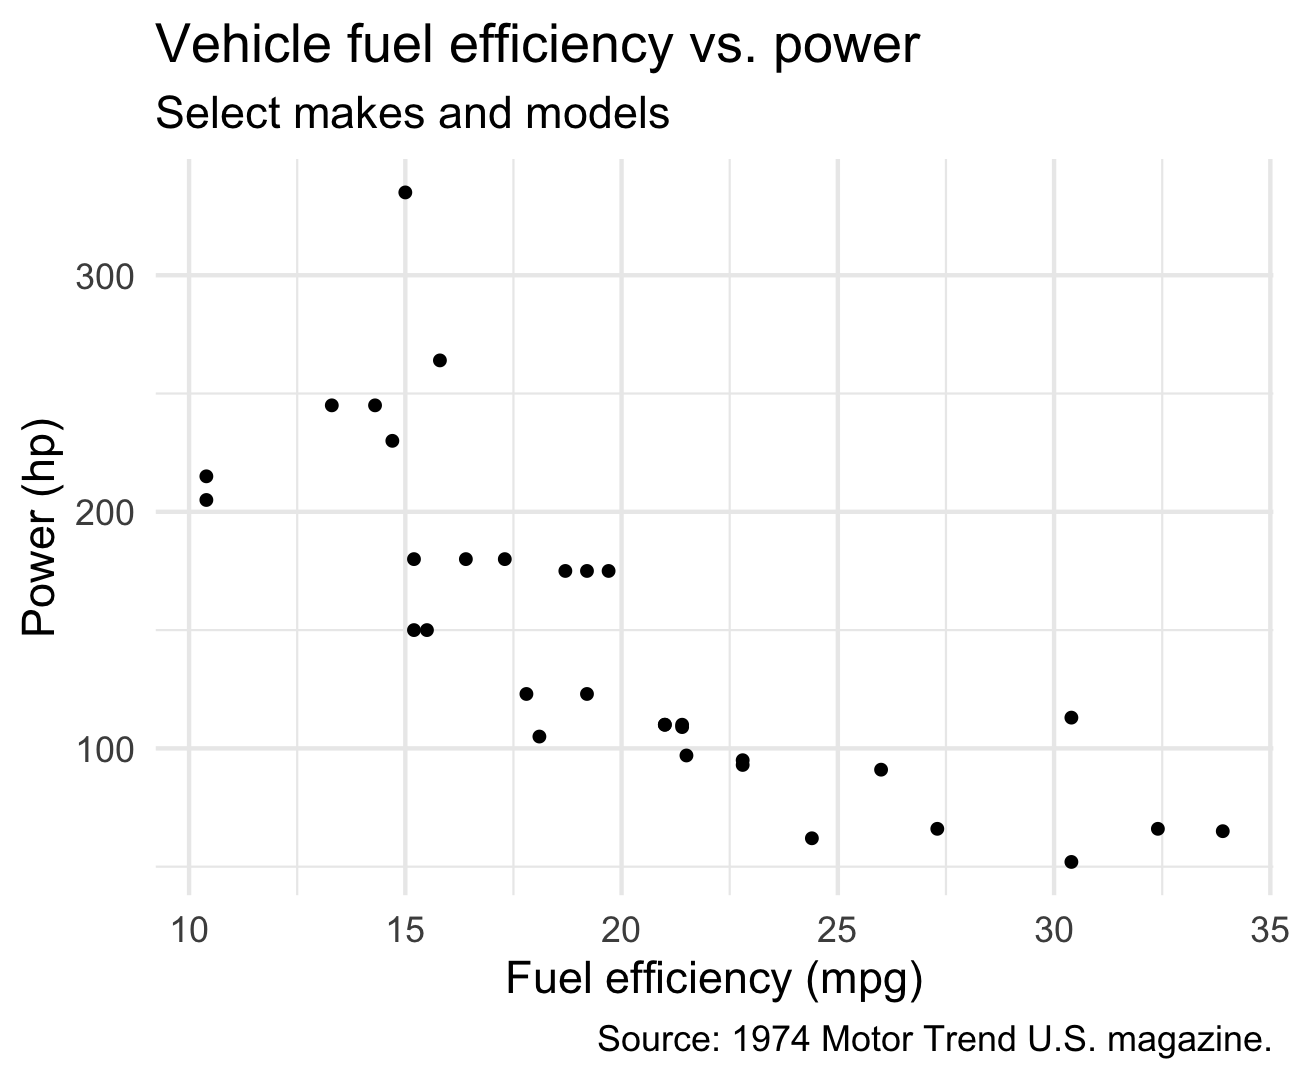 Vehicle fuel efficiency vs. power
Select makes and models
300
200
100
Power (hp)
10 15 20 25 30 35
Fuel efficiency (mpg)
Source: 1974 Motor Trend U.S. magazine.